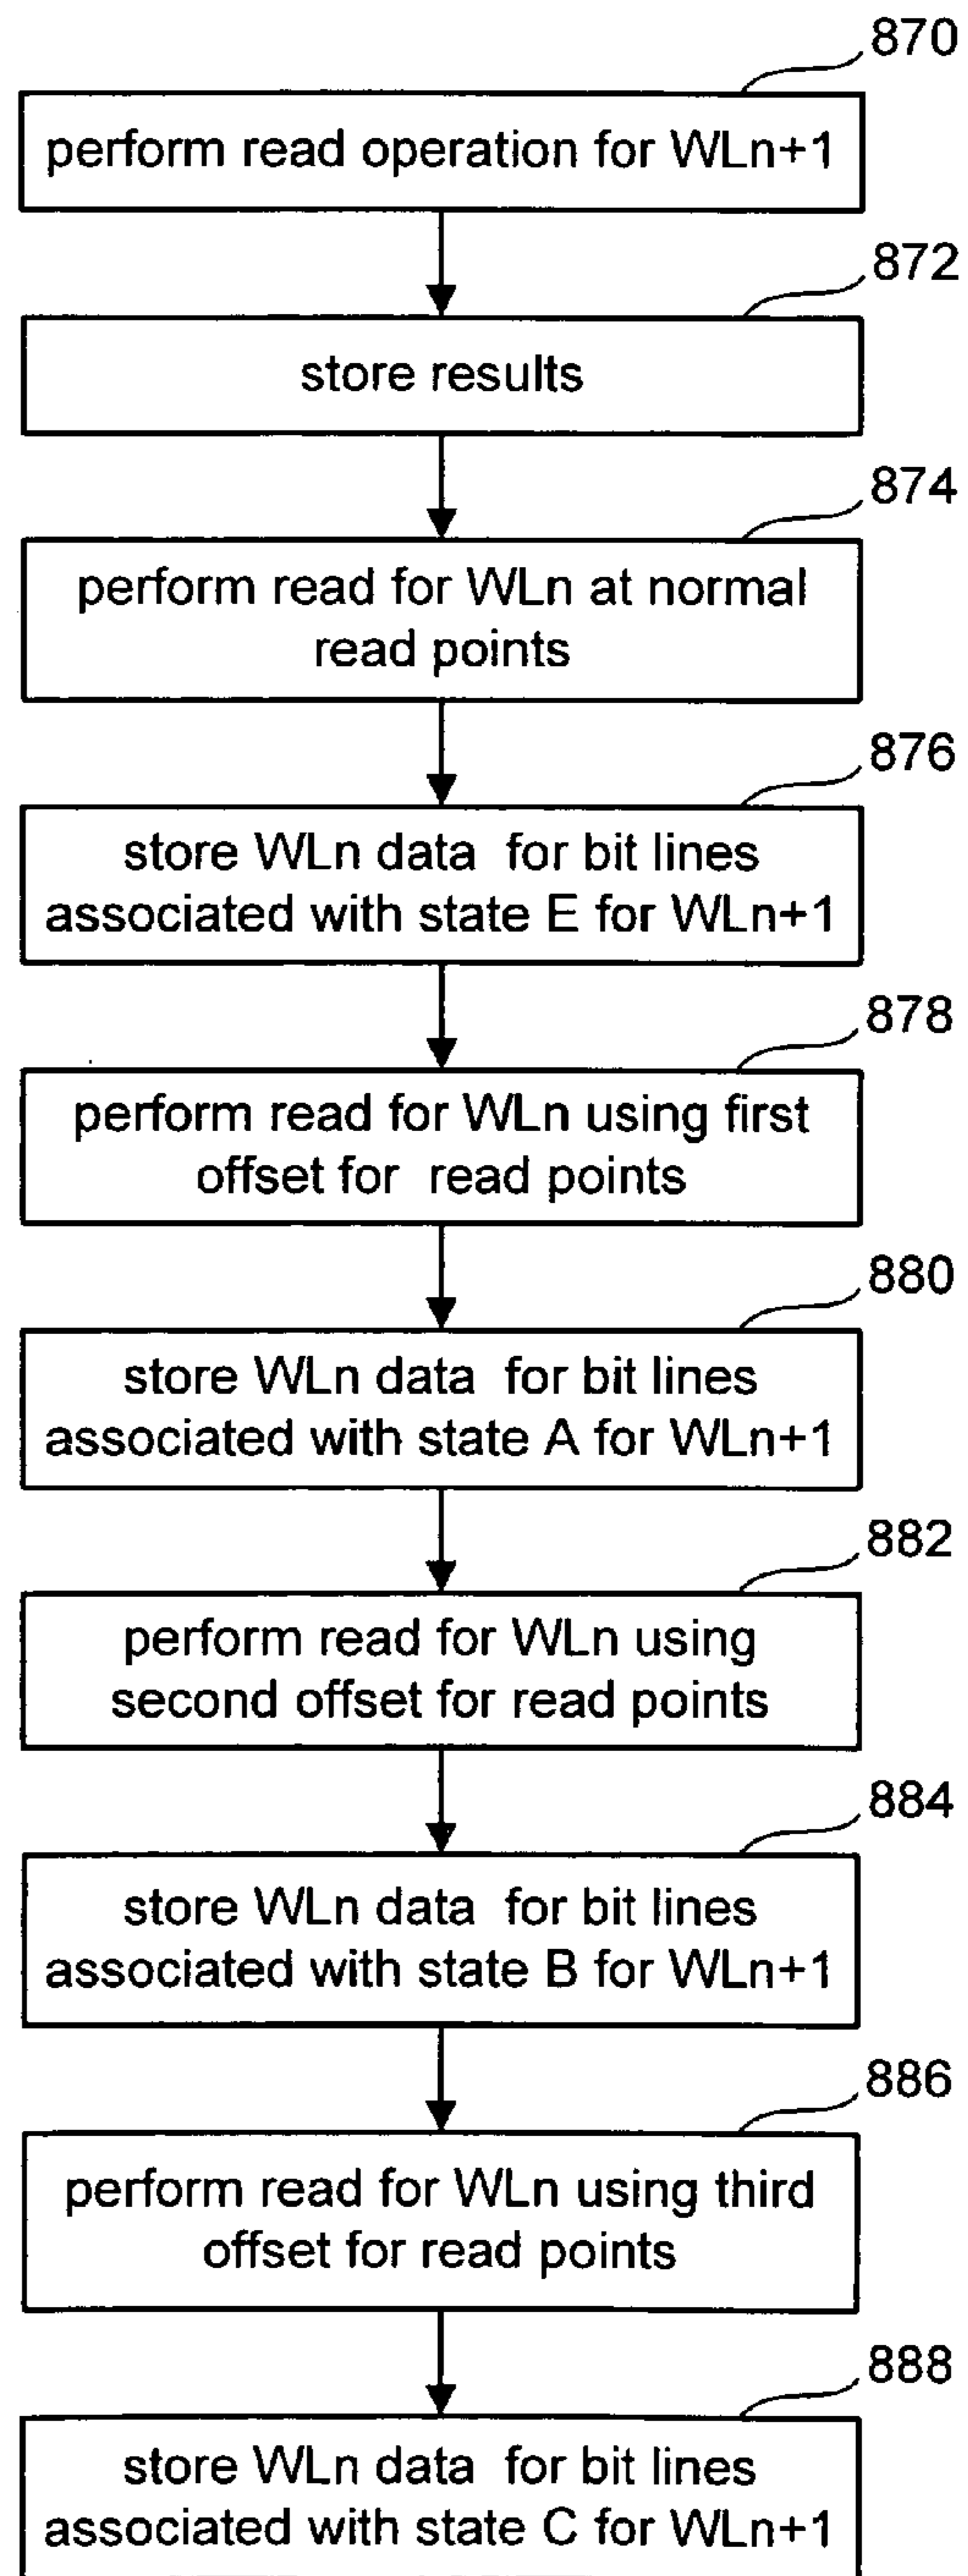 870
perform read operation for WLn+1
872
store results
874
perform read for WLn at normal
read points
876
store WLn data for bit lines
associated with state E for WLn+1
878
perform read for WLn using first
offset for read points
880
store WLn data for bit lines
associated with state A for WLn+1
882
perform read for WLn using
second offset for read points
884
store WLn data for bit lines
associated with state B for WLn+1
886
perform read for WLn using third
offset for read points
888
store WLn data for bit lines
associated with state C for WLn+1